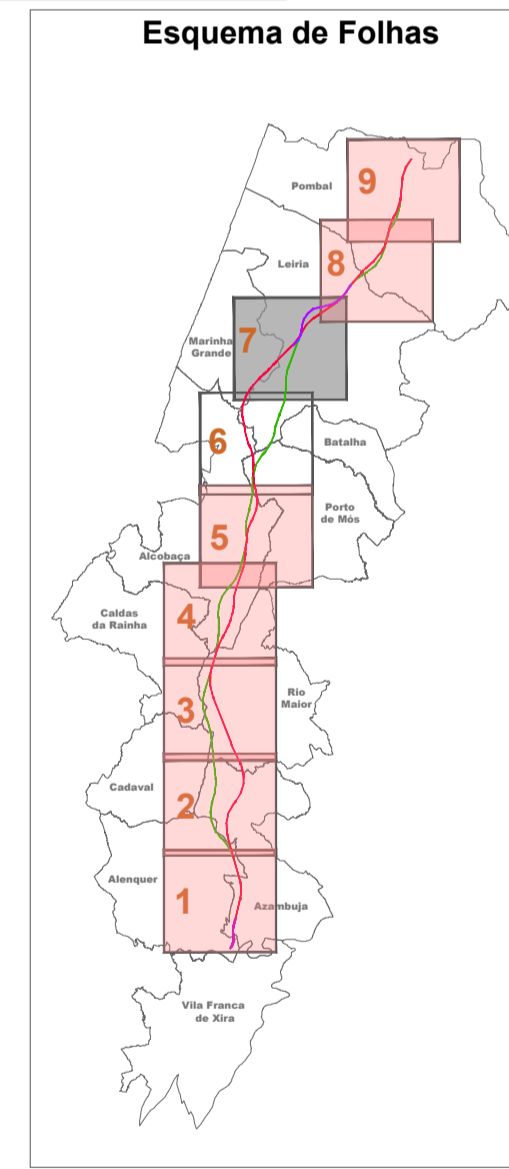 Esquema de Folhas
9
Pombal
8
Leiria
7
Marinha
Grande
6
Batalha
Porto
de Mós
5
Alcobaça
4
Caldas
da Rainha
3
Rio
Maior
Cadaval
2
Alenquer
1
Azambuja
Vila Franca
de Xira